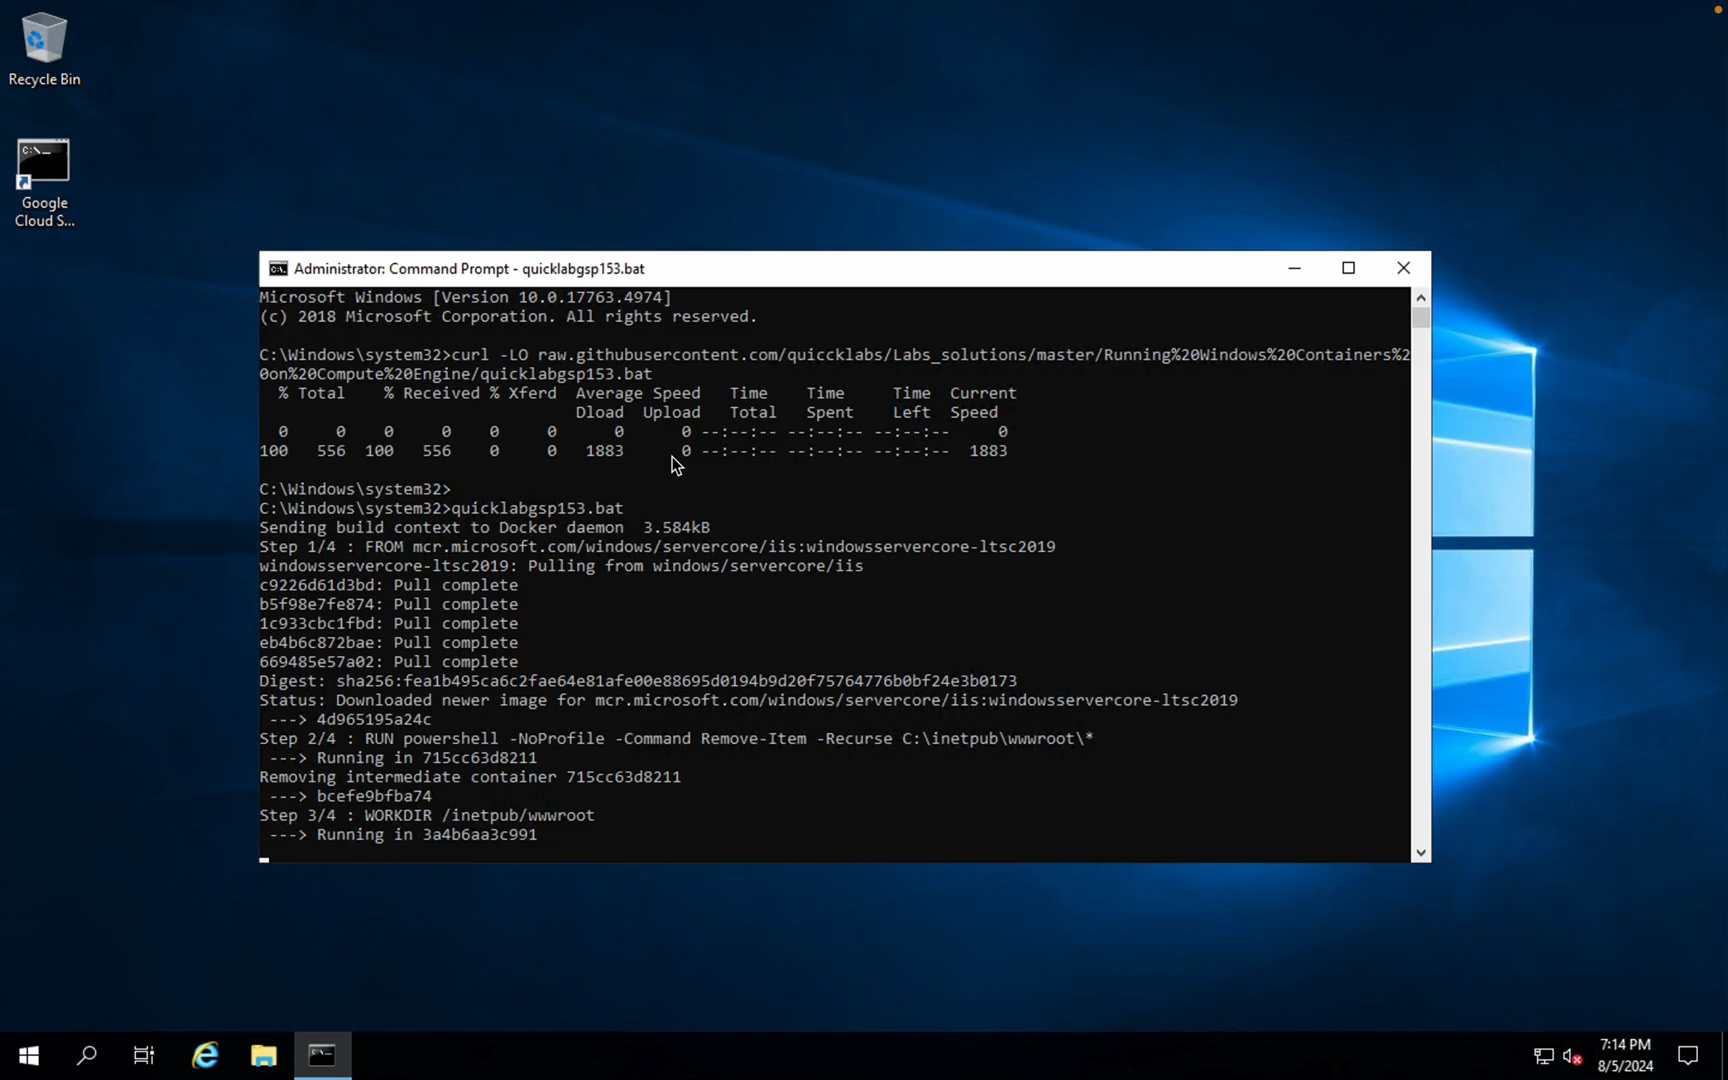 Recycle Bin
Google
Cloud S...
Administrator: Command Prompt - quicklabgsp153.bat
Microsoft Windows [Version 10.0.17763.4974]
(c) 2018 Microsoft Corporation. All rights reserved.
C:\Windows\system32>curl -LO raw.githubusercontent.com/quiccklabs/Labs_solutions/master/Running%20Windows%20Containers%2
0on%20Compute%20Engine/quicklabgsp153.bat
% Total % Received % Xferd Average Speed Time Time Time Current
Dload Upload Total Spent Left Speed
0 0 0 0 0 0 0 0 --:--:-- --:--:-- --:--:-- 0
100 556 100 556 0 0 1883 0 --:--:-- --:--:-- --:--:-- 1883
C:\Windows\system32>
C:\Windows\system32>quicklabgsp153.bat
Sending build context to Docker daemon 3.584kB
Step 1/4 : FROM mcr.microsoft.com/windows/servercore/iis:windowsservercore-ltsc2019
windowsservercore-ltsc2019: Pulling from windows/servercore/iis
c9226d61d3bd: Pull complete
b5f98e7fe874: Pull complete
1c933cbc1fbd: Pull complete
eb4b6c872bae: Pull complete
669485e57a02: Pull complete
Digest: sha256:fea1b495ca6c2fae64e81afe00e88695d0194b9d20f75764776b0bf24e3b0173
Status: Downloaded newer image for mcr.microsoft.com/windows/servercore/iis:windowsservercore-ltsc2019
---> 4d965195a24c
Step 2/4 : RUN powershell -NoProfile -Command Remove-Item -Recurse C:\inetpub\wwwroot\*
---> Running in 715cc63d8211
Removing intermediate container 715cc63d8211
---> bcefe9bfba74
Step 3/4 : WORKDIR /inetpub/wwwroot
---> Running in 3a4b6aa3c991
7:14 PM
8/5/2024